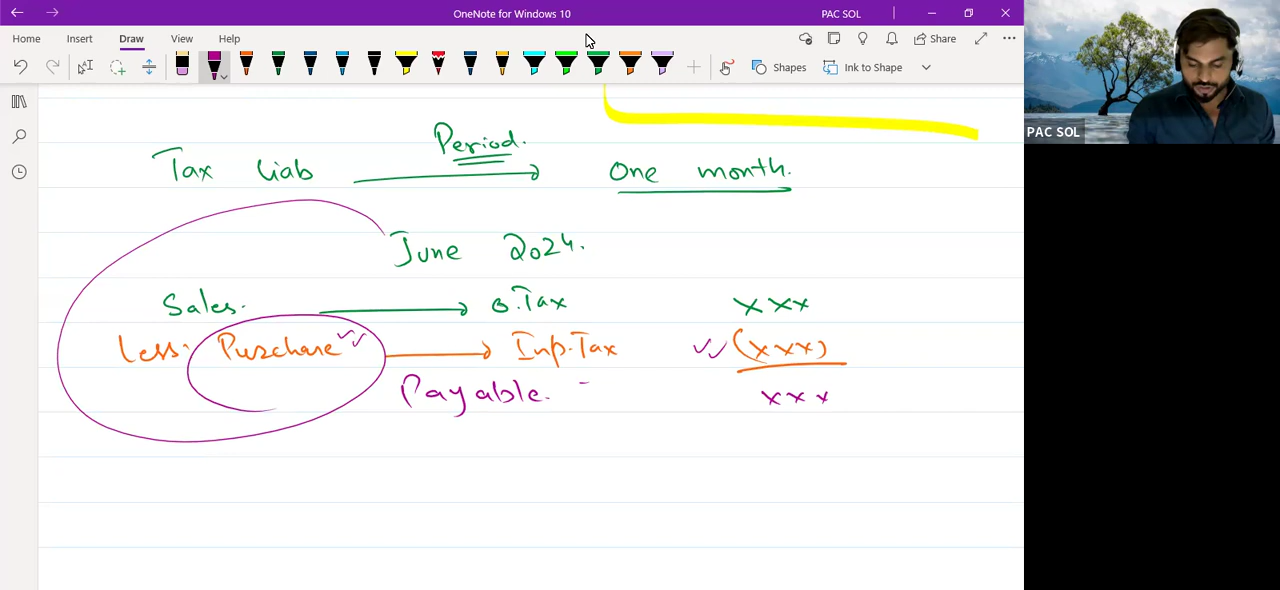 OneNote for Windows 10
PAC SOL
Home Insert Draw View Help
Share
Shapes
Ink to Shape
PAC SOL
Period.
Tax liab One month.
June 2024.
Sales. O.Tax xxx
Less: Purchase Inp.Tax (xxx)
Payable. xxx